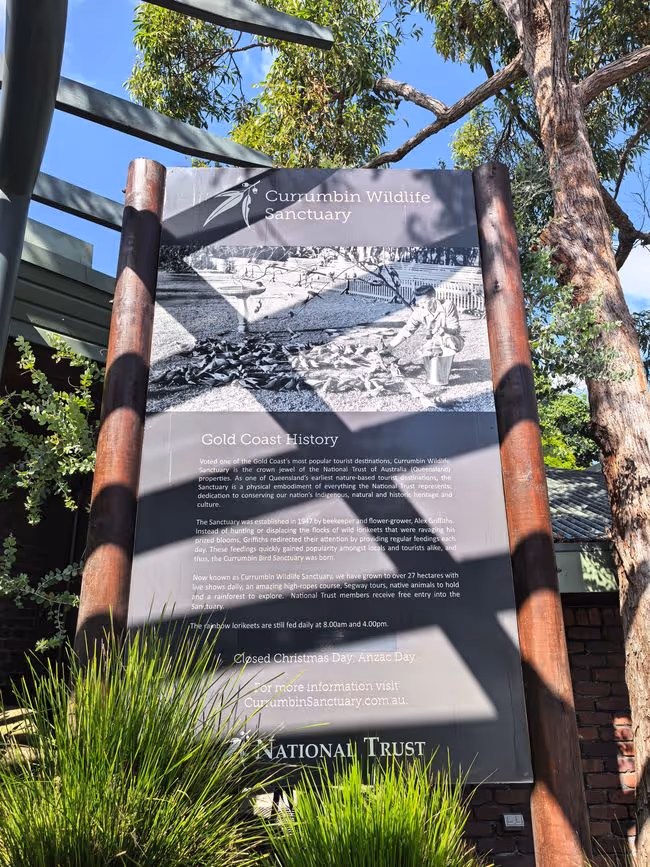 Currumbin Wildlife
Sanctuary
Gold Coast History
Voted one of the Gold Coast's most popular tourist destinations, Currumbin Wildlife
Sanctuary is the crown jewel of the National Trust of Australia (Queensland)
properties. As one of Queensland's earliest nature-based tourist destinations, the
Sanctuary is a physical embodiment of everything the National Trust represents:
dedication to conserving our nation's Indigenous, natural and historic heritage and
culture.
The Sanctuary was established in 1947 by beekeeper and flower-grower, Alex Griffiths.
Instead of hunting or displacing the flocks of wild lorikeets that were ravaging his
prized blooms, Griffiths redirected their attention by providing regular feedings each
day. These feedings quickly gained popularity amongst locals and tourists alike, and
thus, the Currumbin Bird Sanctuary was born.
Now known as Currumbin Wildlife Sanctuary, we have grown to over 27 hectares with
live shows daily, an amazing high-ropes course, Segway tours, native animals to hold
and a rainforest to explore. National Trust members receive free entry into the
Sanctuary.
The rainbow lorikeets are still fed daily at 8.00am and 4.00pm.
Closed Christmas Day, Anzac Day
For more information visit
CurrumbinSanctuary.com.au.
National Trust